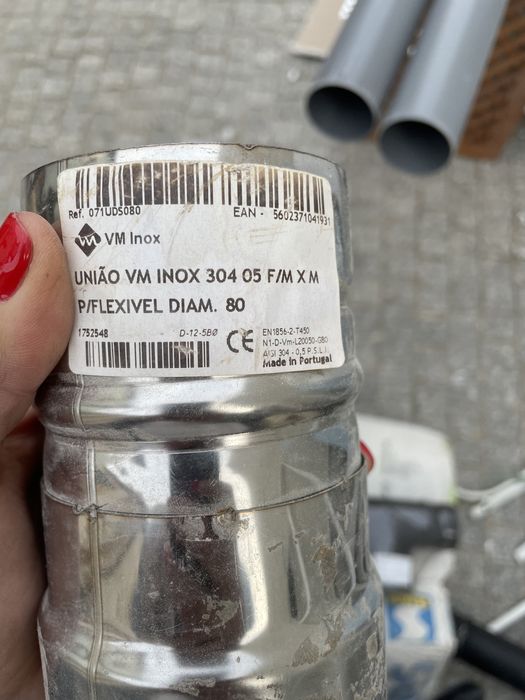 Ref. 071UDS080 EAN - 5602371041931
VM Inox
UNIÃO VM INOX 304 05 F/M X M
P/FLEXIVEL DIAM. 80
1752548 D-12-5BØ CE EN1856-2-T450
N1-D-Vm-L20050-G80
AISI 304 - 0,5 P.S.L.I.
Made in Portugal